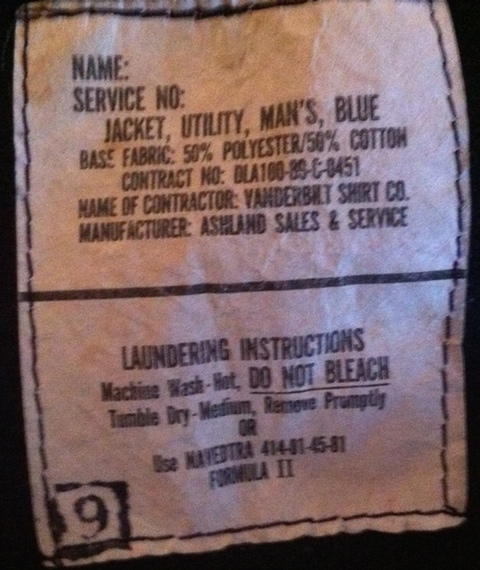 NAME:
SERVICE NO:
JACKET, UTILITY, MAN'S, BLUE
BASE FABRIC: 50% POLYESTER/50% COTTON
CONTRACT NO: DLA100-89-C-0451
NAME OF CONTRACTOR: VANDERBILT SHIRT CO.
MANUFACTURER: ASHLAND SALES & SERVICE
LAUNDERING INSTRUCTIONS
Machine Wash-Hot, DO NOT BLEACH
Tumble Dry-Medium, Remove Promptly
OR
Use NAVEDTRA 414-01-45-81
FORMULA II
9